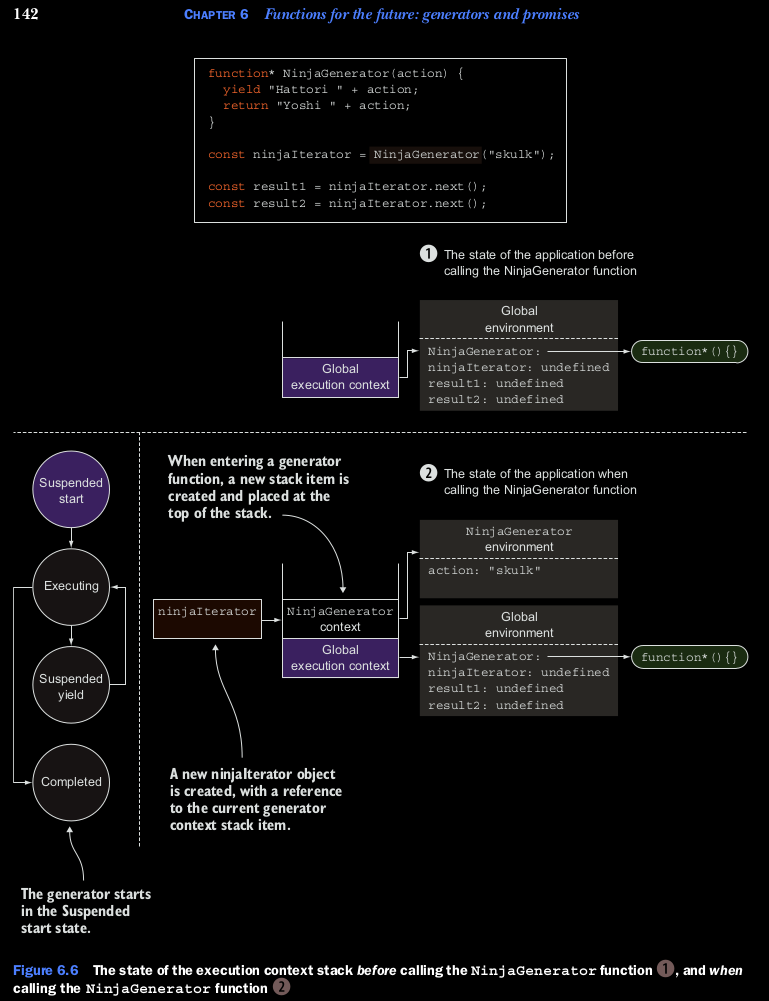 142
CHAPTER 6 Functions for the future: generators and promises
function* NinjaGenerator(action) {
yield "Hattori " + action;
return "Yoshi " + action;
}
const ninjaIterator = NinjaGenerator("skulk");
const result1 = ninjaIterator.next();
const result2 = ninjaIterator.next();
1 The state of the application before
calling the NinjaGenerator function
Global
environment
NinjaGenerator:
ninjaIterator: undefined
result1: undefined
result2: undefined
function*(){}
Global
execution context
Suspended
start
Executing
Suspended
yield
Completed
The generator starts
in the Suspended
start state.
When entering a generator
function, a new stack item is
created and placed at the
top of the stack.
2 The state of the application when
calling the NinjaGenerator function
NinjaGenerator
environment
action: "skulk"
ninjaIterator
NinjaGenerator
context
Global
execution context
Global
environment
NinjaGenerator:
ninjaIterator: undefined
result1: undefined
result2: undefined
function*(){}
A new ninjaIterator object
is created, with a reference
to the current generator
context stack item.
Figure 6.6 The state of the execution context stack before calling the NinjaGenerator function 1, and when
calling the NinjaGenerator function 2